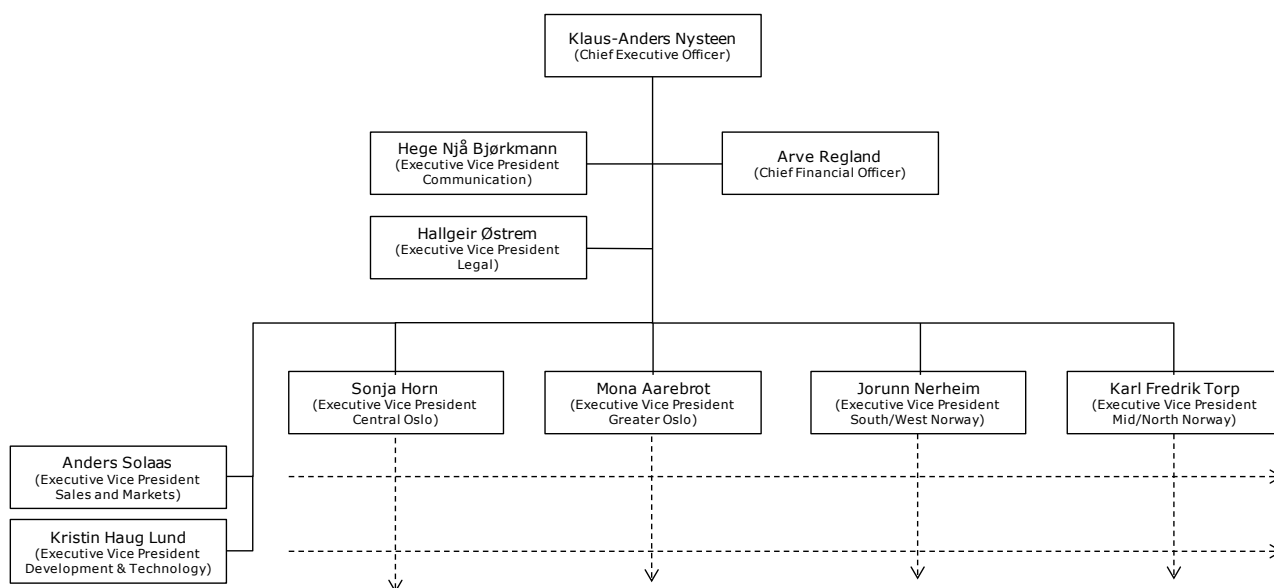 Klaus-Anders Nysteen
(Chief Executive Officer)
Hege Njå Bjørkmann
(Executive Vice President
Communication)
Arve Regland
(Chief Financial Officer)
Hallgeir Østrem
(Executive Vice President
Legal)
Sonja Horn
(Executive Vice President
Central Oslo)
Mona Aarebrot
(Executive Vice President
Greater Oslo)
Jorunn Nerheim
(Executive Vice President
South/West Norway)
Karl Fredrik Torp
(Executive Vice President
Mid/North Norway)
Anders Solaas
(Executive Vice President
Sales and Markets)
Kristin Haug Lund
(Executive Vice President
Development & Technology)